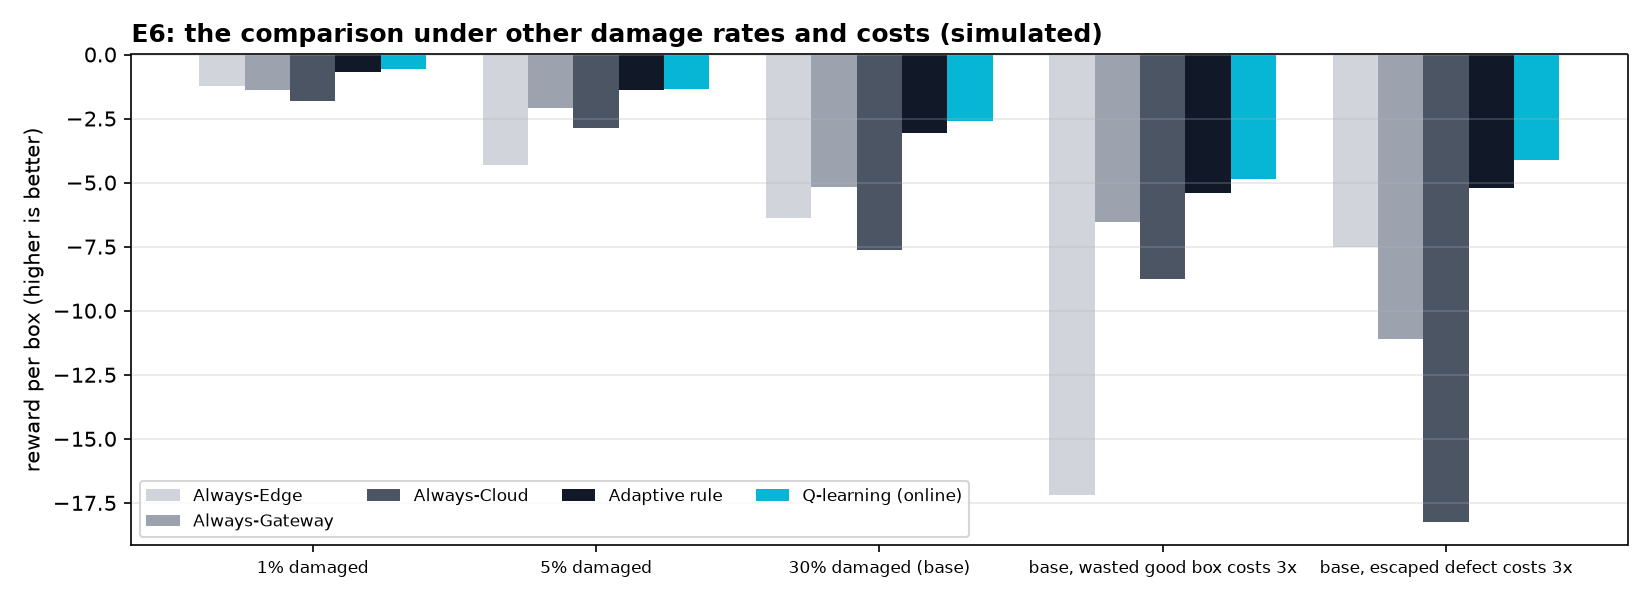 E6: the comparison under other damage rates and costs (simulated)
reward per box (higher is better)
0.0
−2.5
−5.0
−7.5
−10.0
−12.5
−15.0
−17.5
Always-Edge
Always-Gateway
Always-Cloud
Adaptive rule
Q-learning (online)
1% damaged
5% damaged
30% damaged (base)
base, wasted good box costs 3x
base, escaped defect costs 3x